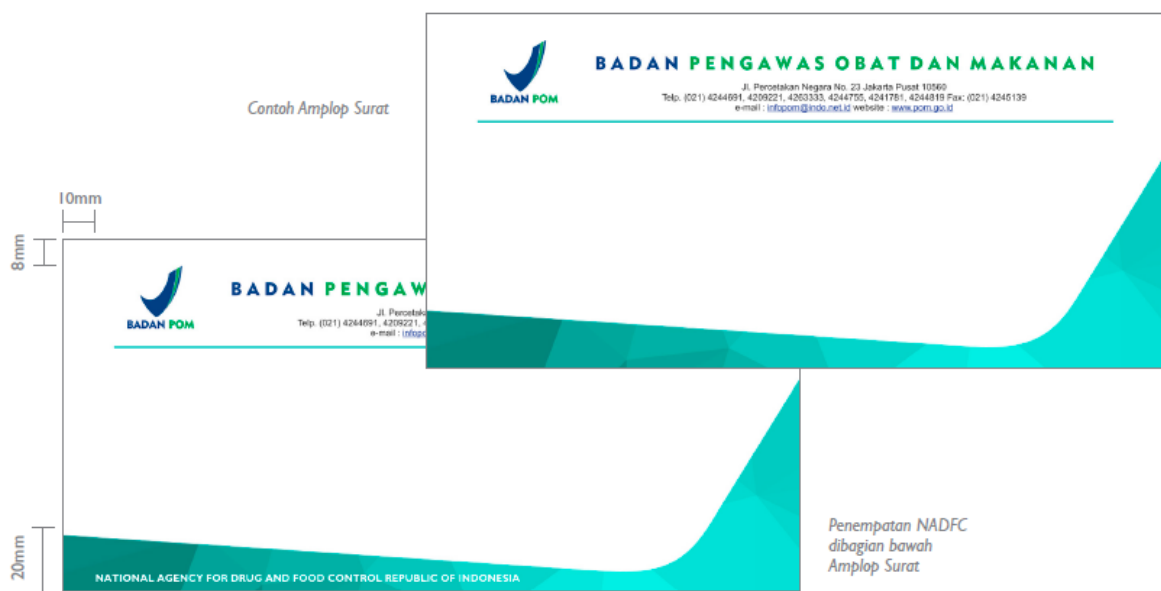 BADAN POM
BADAN PENGAWAS OBAT DAN MAKANAN
Jl. Percetakan Negara No. 23 Jakarta Pusat 10560
Telp. (021) 4244691, 4209221, 4263333, 4244755, 4241781, 4244819 Fax: (021) 4245139
e-mail : infopom@indo.net.id website : www.pom.go.id
Contoh Amplop Surat
10mm
8mm
BADAN POM
BADAN PENGAW
Jl. Perceta
Telp. (021) 4244691, 4209221,
e-mail : infop
20mm
NATIONAL AGENCY FOR DRUG AND FOOD CONTROL REPUBLIC OF INDONESIA
Penempatan NADFC
dibagian bawah
Amplop Surat